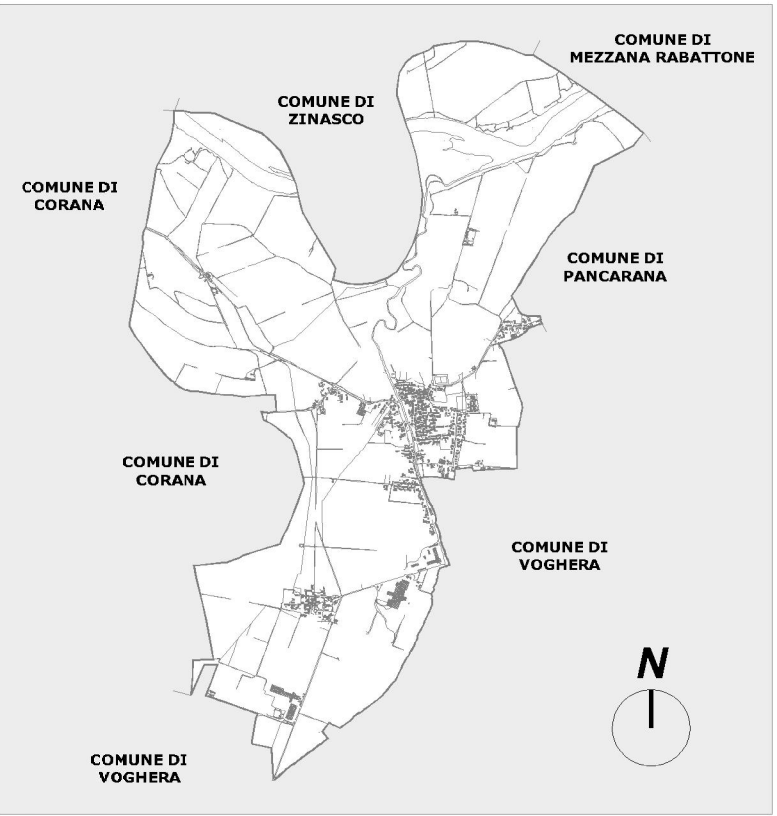 COMUNE DI
MEZZANA RABATTONE
COMUNE DI
ZINASCO
COMUNE DI
CORANA
COMUNE DI
PANCARANA
COMUNE DI
CORANA
COMUNE DI
VOGHERA
N
COMUNE DI
VOGHERA